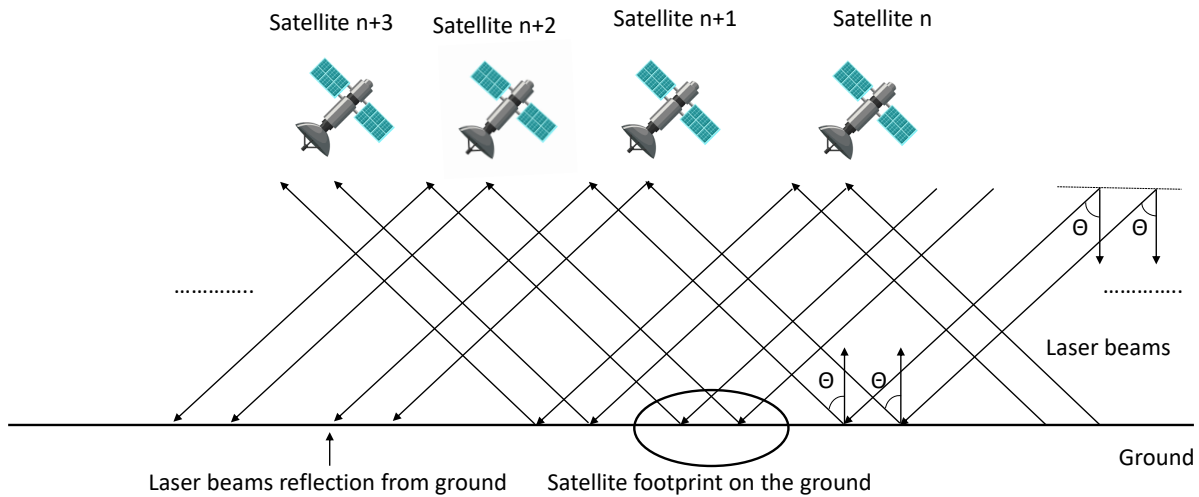 Satellite n+3
Satellite n+2
Satellite n+1
Satellite n
Θ
Θ
…………..
…………..
Laser beams
Θ
Θ
Ground
Laser beams reflection from ground
Satellite footprint on the ground